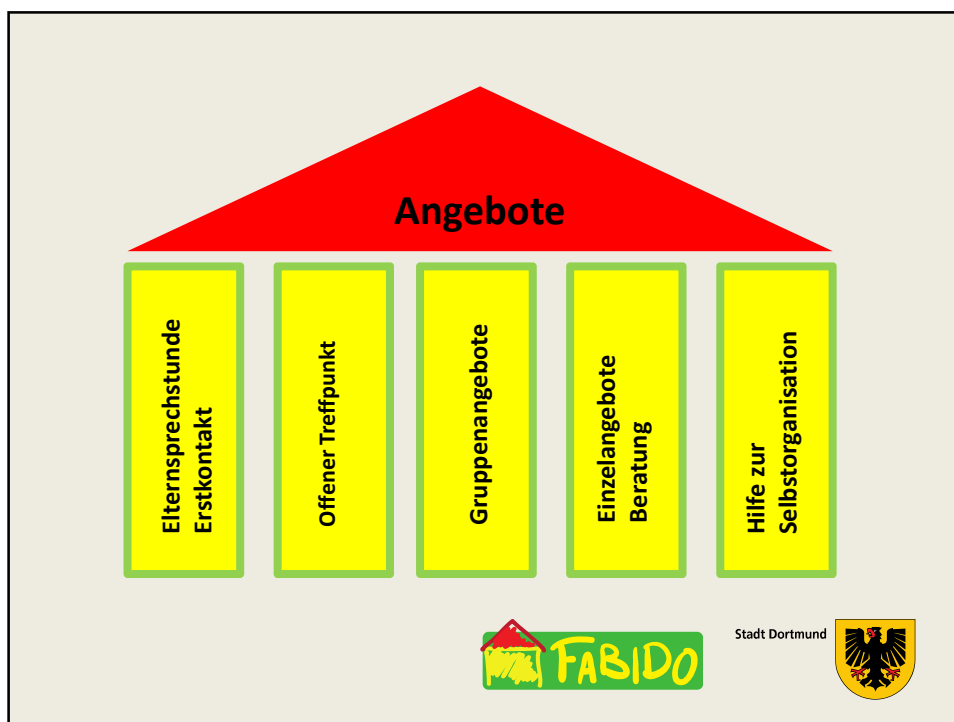 Angebote
Elternsprechstunde
Erstkontakt
Offener Treffpunkt
Gruppenangebote
Einzelangebote
Beratung
Hilfe zur
Selbstorganisation
FABIDO
Stadt Dortmund